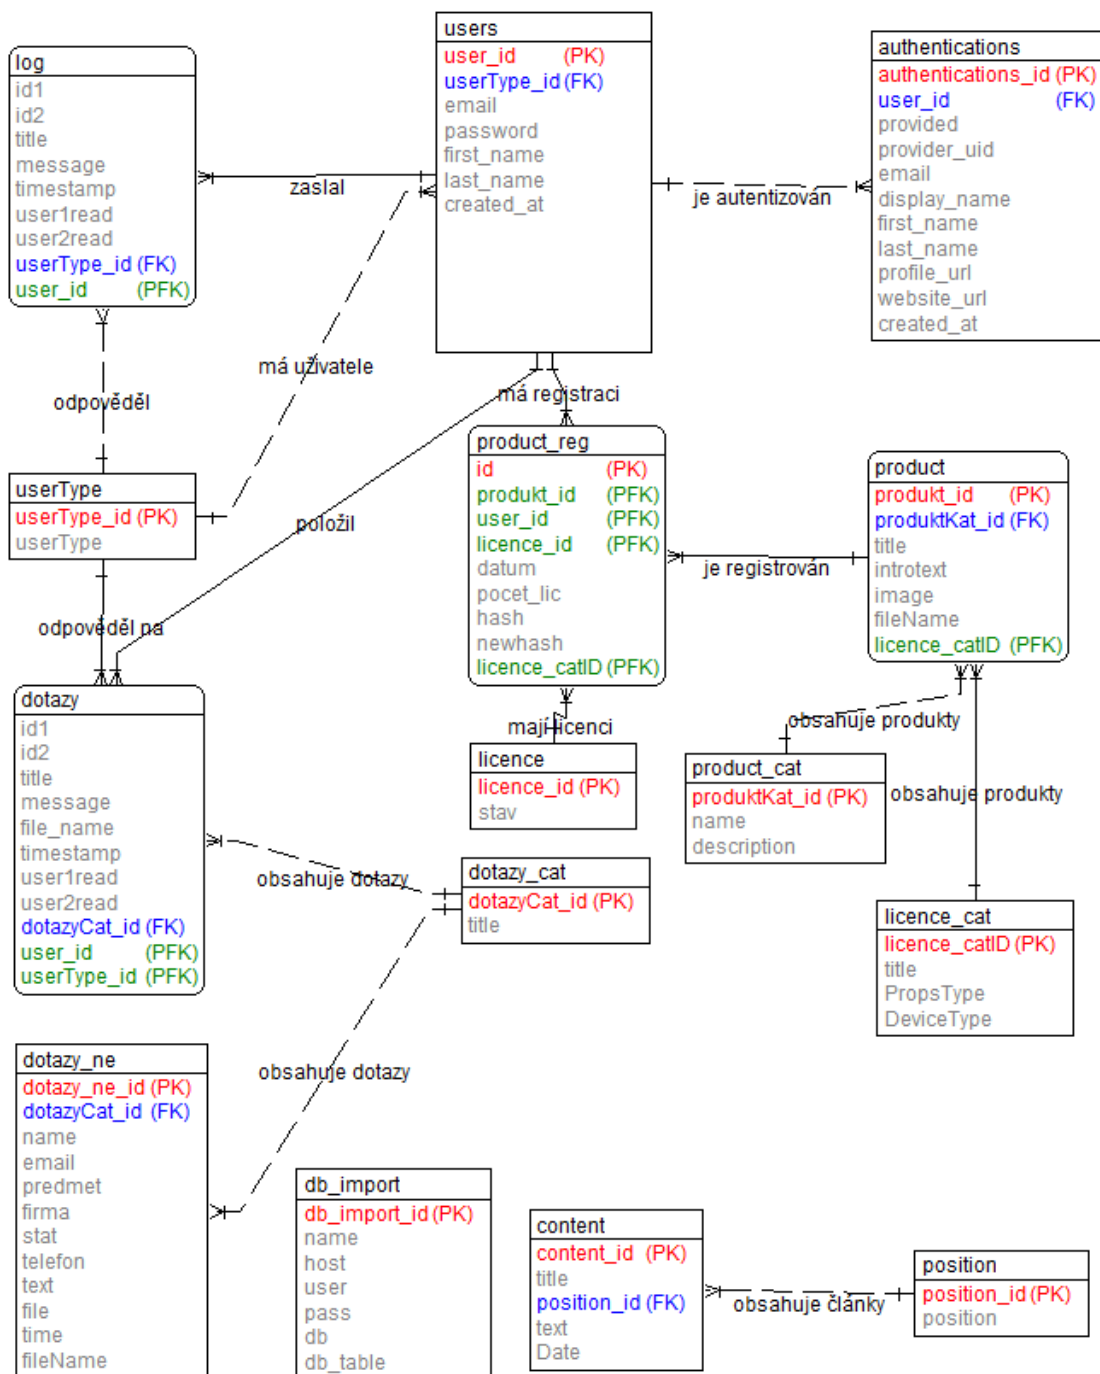 users
user_id (PK)
userType_id (FK)
email
password
first_name
last_name
created_at
log
id1
id2
title
message
timestamp
user1read
user2read
userType_id (FK)
user_id (PFK)
authentications
authentications_id (PK)
user_id (FK)
provided
provider_uid
email
display_name
first_name
last_name
profile_url
website_url
created_at
zaslal
je autentizován
má uživatele
odpověděl
má registraci
userType
userType_id (PK)
userType
product_reg
id (PK)
produkt_id (PFK)
user_id (PFK)
licence_id (PFK)
datum
pocet_lic
hash
newhash
licence_catID (PFK)
product
produkt_id (PK)
produktKat_id (FK)
title
introtext
image
fileName
licence_catID (PFK)
položil
je registrován
odpověděl na
mají licenci
obsahuje produkty
obsahuje produkty
dotazy
id1
id2
title
message
file_name
timestamp
user1read
user2read
dotazyCat_id (FK)
user_id (PFK)
userType_id (PFK)
licence
licence_id (PK)
stav
product_cat
produktKat_id (PK)
name
description
obsahuje dotazy
dotazy_cat
dotazyCat_id (PK)
title
licence_cat
licence_catID (PK)
title
PropsType
DeviceType
obsahuje dotazy
dotazy_ne
dotazy_ne_id (PK)
dotazyCat_id (FK)
name
email
predmet
firma
stat
telefon
text
file
time
fileName
db_import
db_import_id (PK)
name
host
user
pass
db
db_table
content
content_id (PK)
title
position_id (FK)
text
Date
obsahuje články
position
position_id (PK)
position